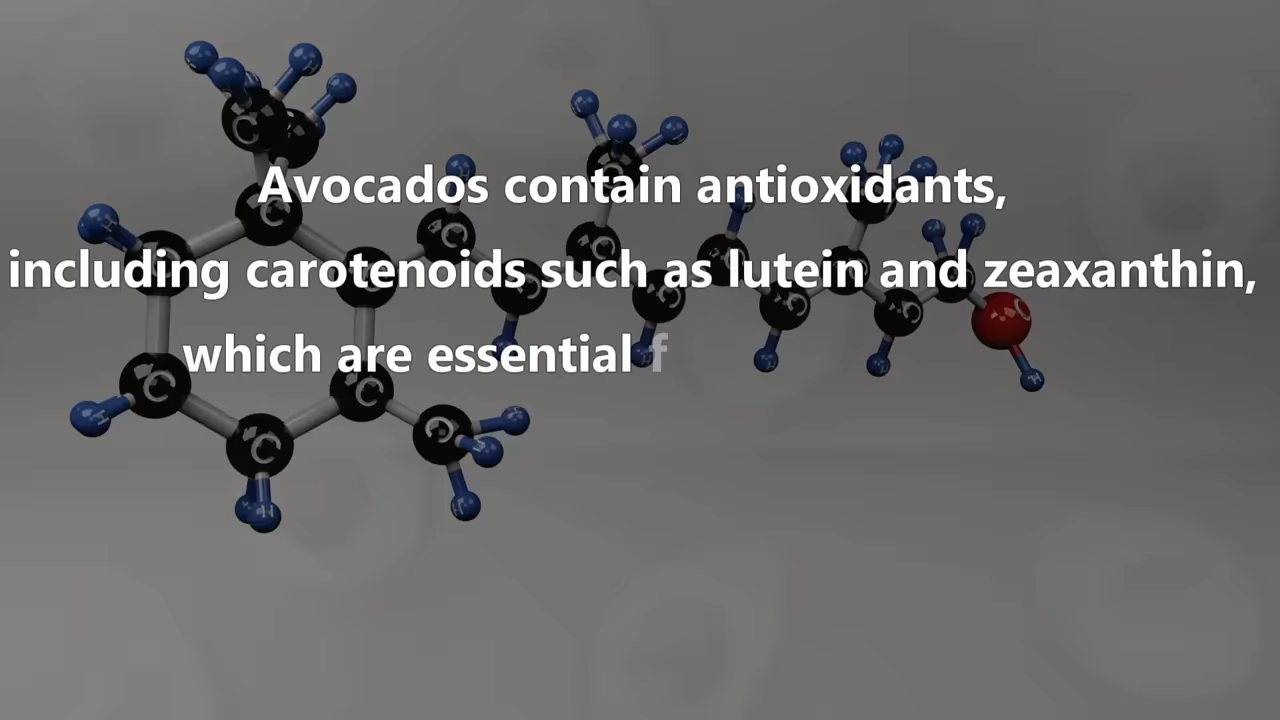 Avocados contain antioxidants,
including carotenoids such as lutein and zeaxanthin,
which are essential f